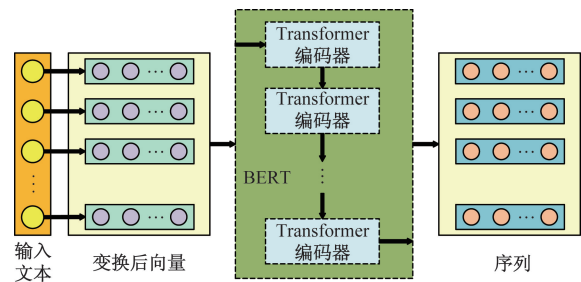 Transformer
编码器
Transformer
编码器
BERT
Transformer
编码器
输入
文本
变换后向量
序列